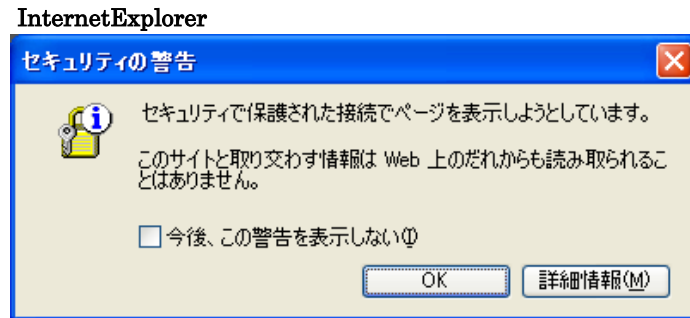 InternetExplorer
セキュリティの警告
セキュリティで保護された接続でページを表示しようとしています。
このサイトと取り交わす情報は Web 上のだれからも読み取られるこ
とはありません。
今後、この警告を表示しない(I)
OK
詳細情報(M)